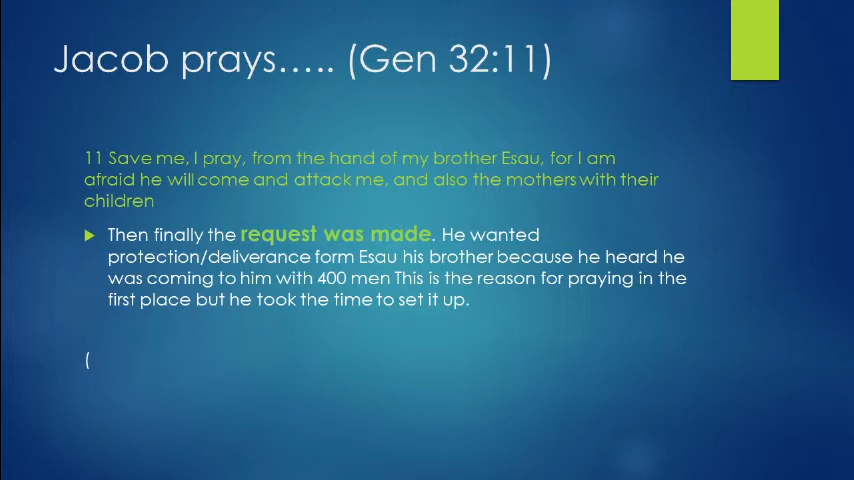 Jacob prays….. (Gen 32:11)
11 Save me, I pray, from the hand of my brother Esau, for I am
afraid he will come and attack me, and also the mothers with their
children
Then finally the request was made. He wanted
protection/deliverance form Esau his brother because he heard he
was coming to him with 400 men This is the reason for praying in the
first place but he took the time to set it up.
(